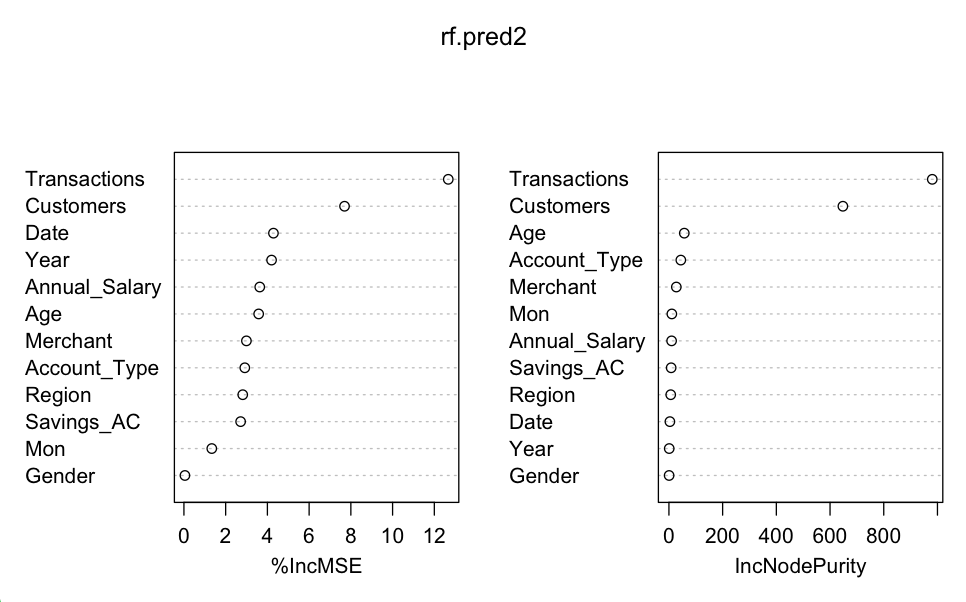 rf.pred2
Transactions
Customers
Date
Year
Annual_Salary
Age
Merchant
Account_Type
Region
Savings_AC
Mon
Gender
0 2 4 6 8 10 12
%IncMSE
Transactions
Customers
Age
Account_Type
Merchant
Mon
Annual_Salary
Savings_AC
Region
Date
Year
Gender
0 200 400 600 800
IncNodePurity